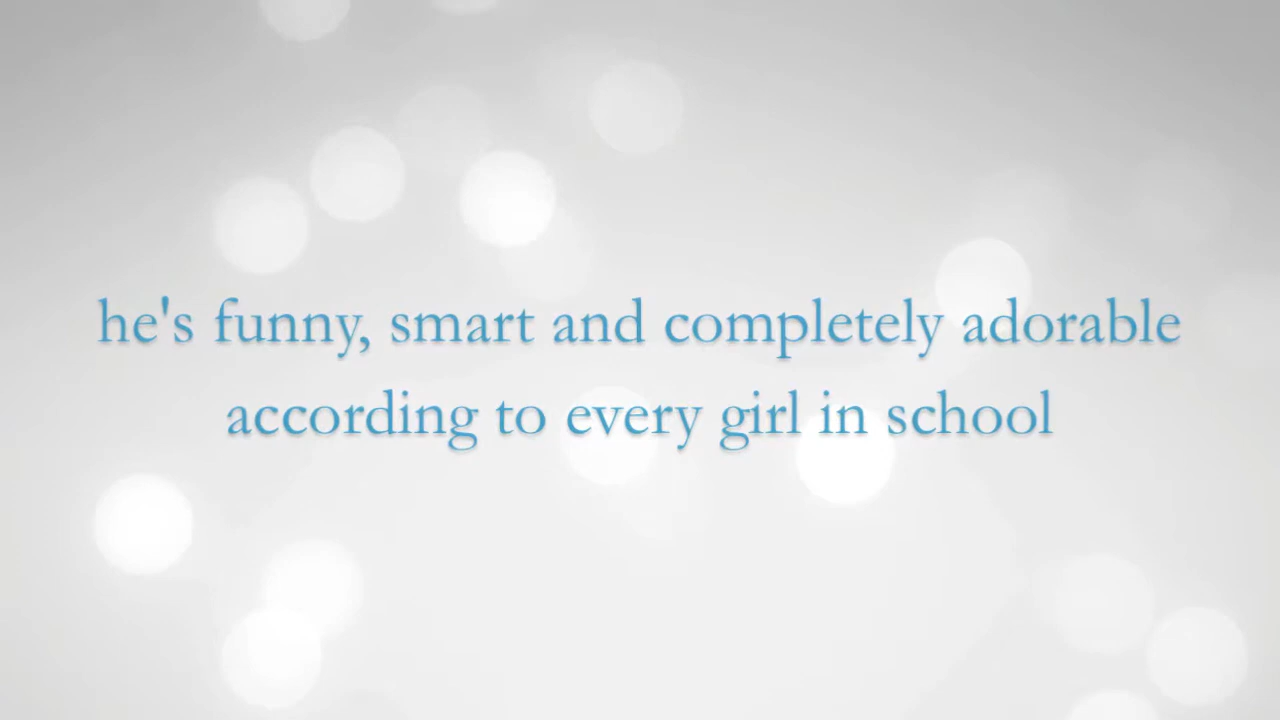 he's funny, smart and completely adorable
according to every girl in school